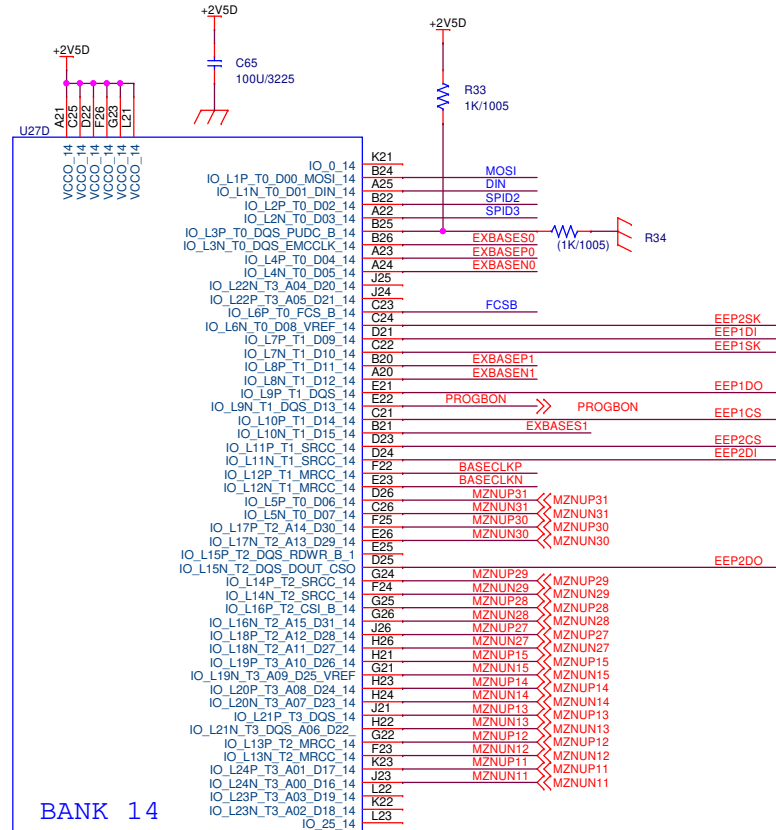 +2V5D
+2V5D
+2V5D
C65
100U/3225
R33
1K/1005
A21
C25
D22
F26
G23
L21
U27D
VCCO_14
VCCO_14
VCCO_14
VCCO_14
VCCO_14
VCCO_14
IO_0_14 K21
IO_L1P_T0_D00_MOSI_14 B24 MOSI
IO_L1N_T0_D01_DIN_14 A25 DIN
IO_L2P_T0_D02_14 B22 SPID2
IO_L2N_T0_D03_14 A22 SPID3
IO_L3P_T0_DQS_PUDC_B_14 B25
(1K/1005) R34
IO_L3N_T0_DQS_EMCCLK_14 B26 EXBASES0
IO_L4P_T0_D04_14 A23 EXBASEP0
IO_L4N_T0_D05_14 A24 EXBASEN0
IO_L22N_T3_A04_D20_14 J25
IO_L22P_T3_A05_D21_14 J24
IO_L6P_T0_FCS_B_14 C23 FCSB
IO_L6N_T0_D08_VREF_14 C24 EEP2SK
IO_L7P_T1_D09_14 D21 EEP1DI
IO_L7N_T1_D10_14 C22 EEP1SK
IO_L8P_T1_D11_14 B20 EXBASEP1
IO_L8N_T1_D12_14 A20 EXBASEN1
IO_L9P_T1_DQS_14 E21 EEP1DO
IO_L9N_T1_DQS_D13_14 E22 PROGBON PROGBON
IO_L10P_T1_D14_14 C21 EEP1CS
IO_L10N_T1_D15_14 B21 EXBASES1
IO_L11P_T1_SRCC_14 D23 EEP2CS
IO_L11N_T1_SRCC_14 D24 EEP2DI
IO_L12P_T1_MRCC_14 F22 BASECLKP
IO_L12N_T1_MRCC_14 E23 BASECLKN
IO_L5P_T0_D06_14 D26 MZNUP31 MZNUP31
IO_L5N_T0_D07_14 C26 MZNUN31 MZNUN31
IO_L17P_T2_A14_D30_14 F25 MZNUP30 MZNUP30
IO_L17N_T2_A13_D29_14 E26 MZNUN30 MZNUN30
IO_L15P_T2_DQS_RDWR_B_1 E25
IO_L15N_T2_DQS_DOUT_CSO D25 EEP2DO
IO_L14P_T2_SRCC_14 G24 MZNUP29 MZNUP29
IO_L14N_T2_SRCC_14 F24 MZNUN29 MZNUN29
IO_L16P_T2_CSI_B_14 G25 MZNUP28 MZNUP28
IO_L16N_T2_A15_D31_14 G26 MZNUN28 MZNUN28
IO_L18P_T2_A12_D28_14 J26 MZNUP27 MZNUP27
IO_L18N_T2_A11_D27_14 H26 MZNUN27 MZNUN27
IO_L19P_T3_A10_D26_14 H21 MZNUP15 MZNUP15
IO_L19N_T3_A09_D25_VREF G21 MZNUN15 MZNUN15
IO_L20P_T3_A08_D24_14 H23 MZNUP14 MZNUP14
IO_L20N_T3_A07_D23_14 H24 MZNUN14 MZNUN14
IO_L21P_T3_DQS_14 J21 MZNUP13 MZNUP13
IO_L21N_T3_DQS_A06_D22_ H22 MZNUN13 MZNUN13
IO_L13P_T2_MRCC_14 G22 MZNUP12 MZNUP12
IO_L13N_T2_MRCC_14 F23 MZNUN12 MZNUN12
IO_L24P_T3_A01_D17_14 K23 MZNUP11 MZNUP11
IO_L24N_T3_A00_D16_14 J23 MZNUN11 MZNUN11
IO_L23P_T3_A03_D19_14 L22
IO_L23N_T3_A02_D18_14 K22
IO_25_14 L23
BANK 14